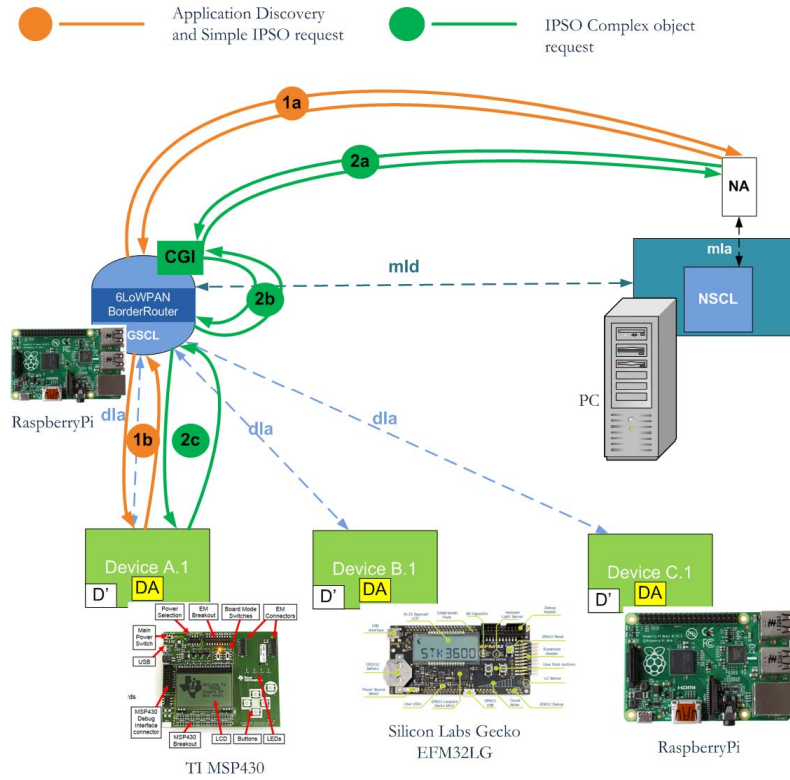 Application Discovery
and Simple IPSO request
IPSO Complex object
request
1a
2a
NA
CGI
mla
mld
2b
6LoWPAN
BorderRouter
NSCL
GSCL
RaspberryPi
PC
dla
dla
dla
1b
2c
Device A.1
Device B.1
Device C.1
D'
DA
D'
DA
D'
DA
Power
Selection
EM
Breakout
Board Mode
Switches
EM
Connectors
Main
Power
Switch
USB
STK3600
rds
MSP430
Debug
Interface
connector
MSP430
Breakout
LCD
Buttons
LEDs
TI MSP430
Silicon Labs Gecko
EFM32LG
RaspberryPi